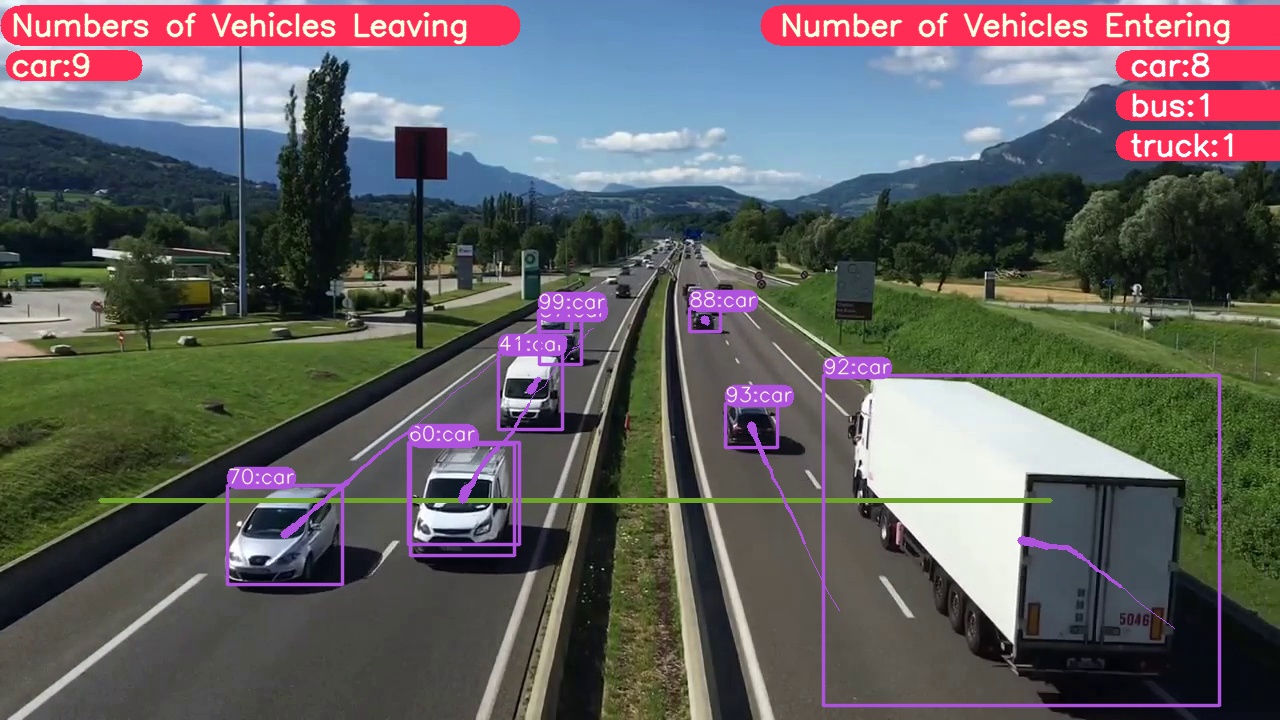 Numbers of Vehicles Leaving
Number of Vehicles Entering
car:9
car:8
bus:1
truck:1
99:car
88:car
41:car
92:car
93:car
60:car
70:car
5046